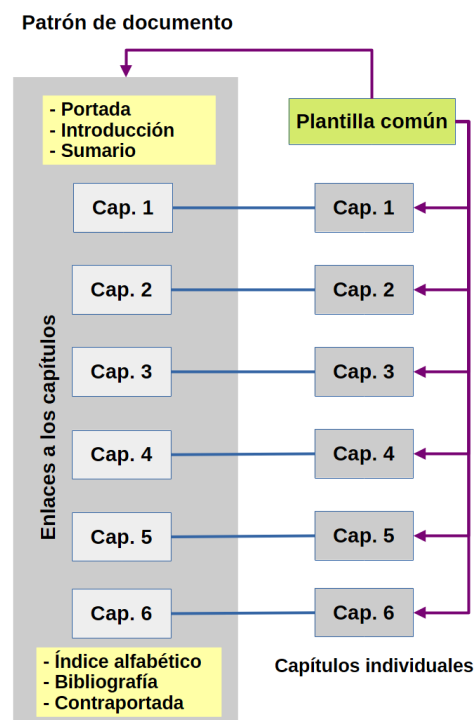 Patrón de documento
- Portada
- Introducción
- Sumario
Plantilla común
Cap. 1
Cap. 1
Cap. 2
Cap. 2
Cap. 3
Cap. 3
Cap. 4
Cap. 4
Cap. 5
Cap. 5
Cap. 6
Cap. 6
Enlaces a los capítulos
- Índice alfabético
- Bibliografía
- Contraportada
Capítulos individuales